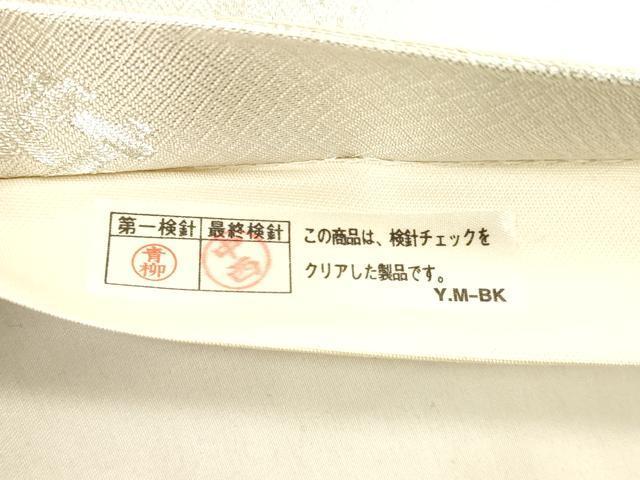 第一検針 最終検針
青柳
この商品は、検針チェックを
クリアした製品です。
Y.M-BK